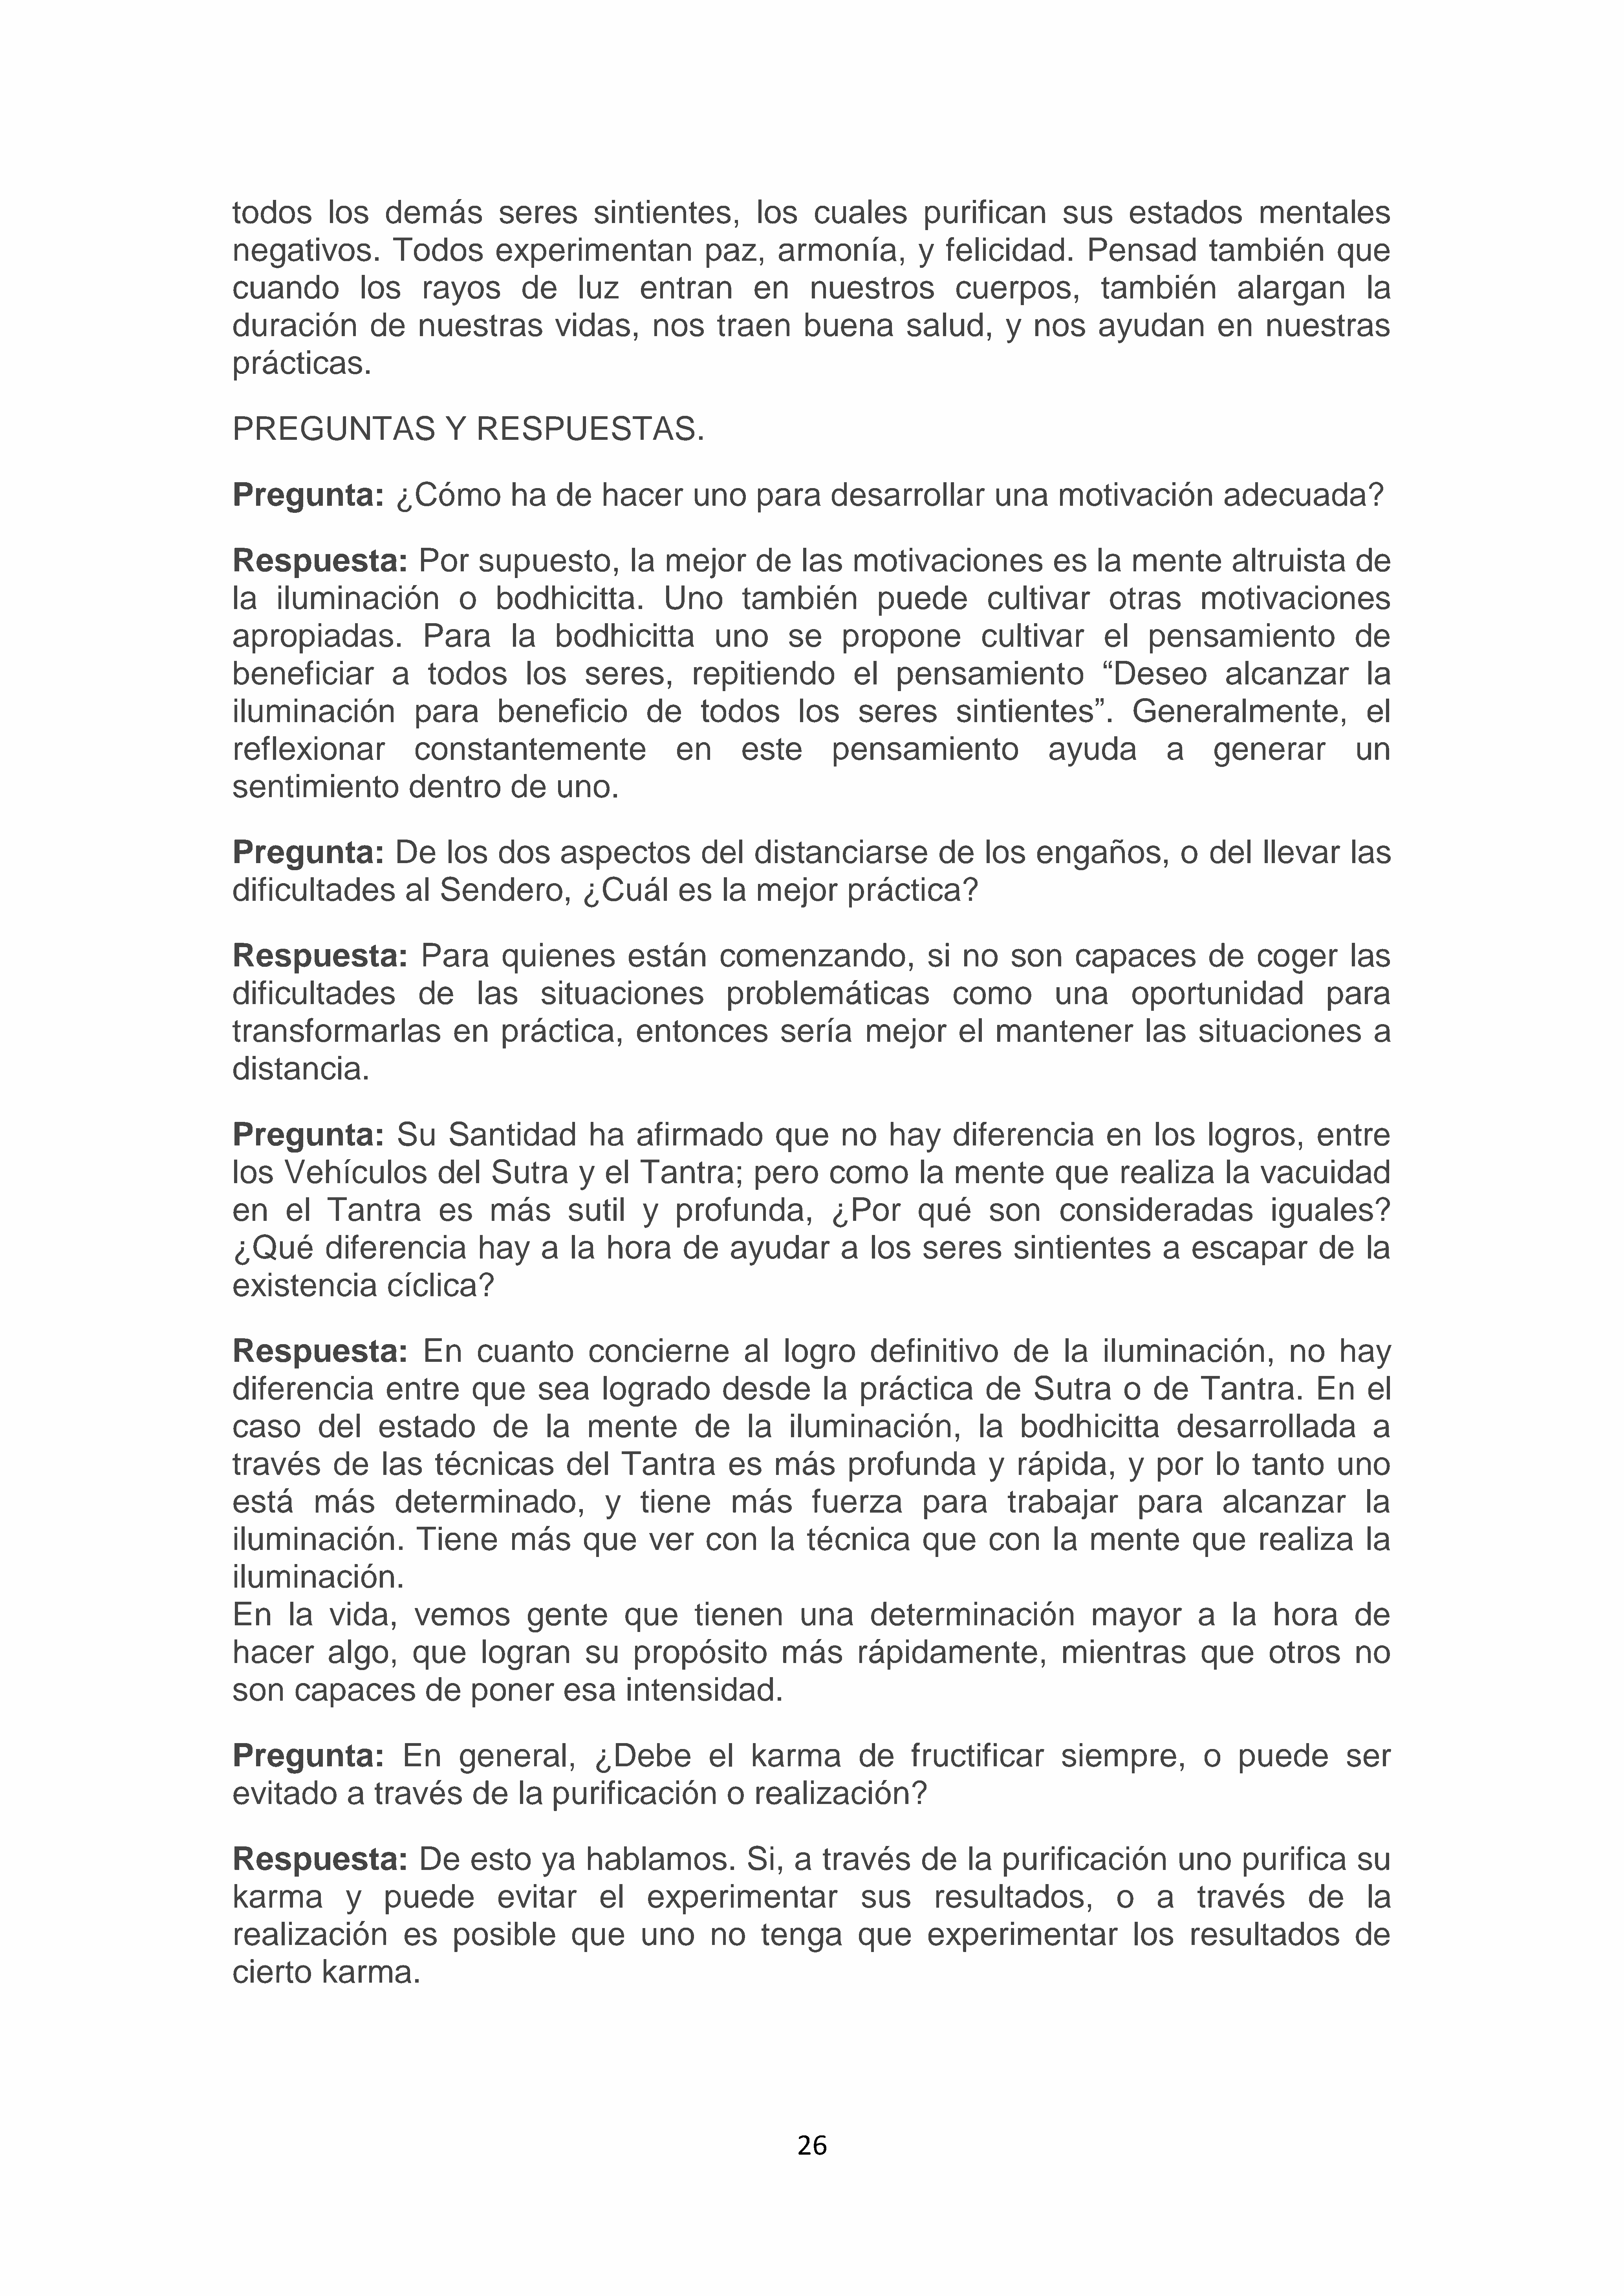 todos los demás seres sintientes, los cuales purifican sus estados mentales
negativos. Todos experimentan paz, armonía, y felicidad. Pensad también que
cuando los rayos de luz entran en nuestros cuerpos, también alargan la
duración de nuestras vidas, nos traen buena salud, y nos ayudan en nuestras
prácticas.
PREGUNTAS Y RESPUESTAS.
Pregunta: ¿Cómo ha de hacer uno para desarrollar una motivación adecuada?
Respuesta: Por supuesto, la mejor de las motivaciones es la mente altruista de
la iluminación o bodhicitta. Uno también puede cultivar otras motivaciones
apropiadas. Para la bodhicitta uno se propone cultivar el pensamiento de
beneficiar a todos los seres, repitiendo el pensamiento “Deseo alcanzar la
iluminación para beneficio de todos los seres sintientes”. Generalmente, el
reflexionar constantemente en este pensamiento ayuda a generar un
sentimiento dentro de uno.
Pregunta: De los dos aspectos del distanciarse de los engaños, o del llevar las
dificultades al Sendero, ¿Cuál es la mejor práctica?
Respuesta: Para quienes están comenzando, si no son capaces de coger las
dificultades de las situaciones problemáticas como una oportunidad para
transformarlas en práctica, entonces sería mejor el mantener las situaciones a
distancia.
Pregunta: Su Santidad ha afirmado que no hay diferencia en los logros, entre
los Vehículos del Sutra y el Tantra; pero como la mente que realiza la vacuidad
en el Tantra es más sutil y profunda, ¿Por qué son consideradas iguales?
¿Qué diferencia hay a la hora de ayudar a los seres sintientes a escapar de la
existencia cíclica?
Respuesta: En cuanto concierne al logro definitivo de la iluminación, no hay
diferencia entre que sea logrado desde la práctica de Sutra o de Tantra. En el
caso del estado de la mente de la iluminación, la bodhicitta desarrollada a
través de las técnicas del Tantra es más profunda y rápida, y por lo tanto uno
está más determinado, y tiene más fuerza para trabajar para alcanzar la
iluminación. Tiene más que ver con la técnica que con la mente que realiza la
iluminación.
En la vida, vemos gente que tienen una determinación mayor a la hora de
hacer algo, que logran su propósito más rápidamente, mientras que otros no
son capaces de poner esa intensidad.
Pregunta: En general, ¿Debe el karma de fructificar siempre, o puede ser
evitado a través de la purificación o realización?
Respuesta: De esto ya hablamos. Si, a través de la purificación uno purifica su
karma y puede evitar el experimentar sus resultados, o a través de la
realización es posible que uno no tenga que experimentar los resultados de
cierto karma.
26